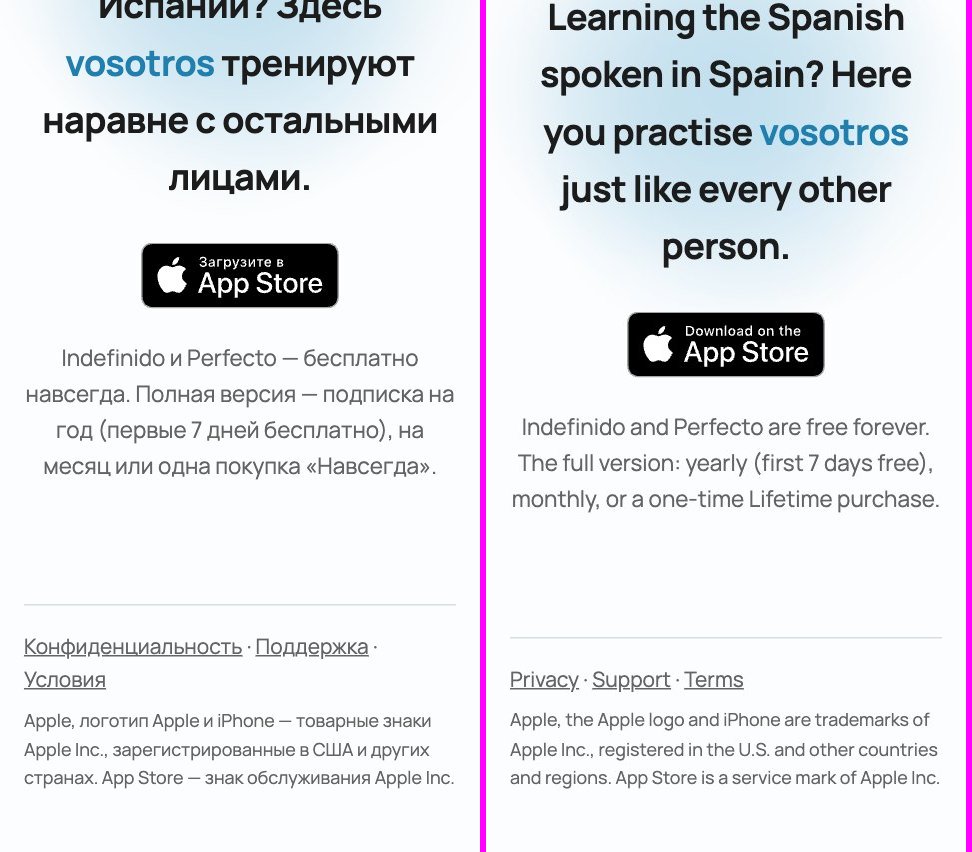 Испании? Здесь
vosotros тренируют
наравне с остальными
лицами.
Загрузите в
App Store
Indefinido и Perfecto — бесплатно
навсегда. Полная версия — подписка на
год (первые 7 дней бесплатно), на
месяц или одна покупка «Навсегда».
Конфиденциальность · Поддержка ·
Условия
Apple, логотип Apple и iPhone — товарные знаки
Apple Inc., зарегистрированные в США и других
странах. App Store — знак обслуживания Apple Inc.
Learning the Spanish
spoken in Spain? Here
you practise vosotros
just like every other
person.
Download on the
App Store
Indefinido and Perfecto are free forever.
The full version: yearly (first 7 days free),
monthly, or a one-time Lifetime purchase.
Privacy · Support · Terms
Apple, the Apple logo and iPhone are trademarks of
Apple Inc., registered in the U.S. and other countries
and regions. App Store is a service mark of Apple Inc.